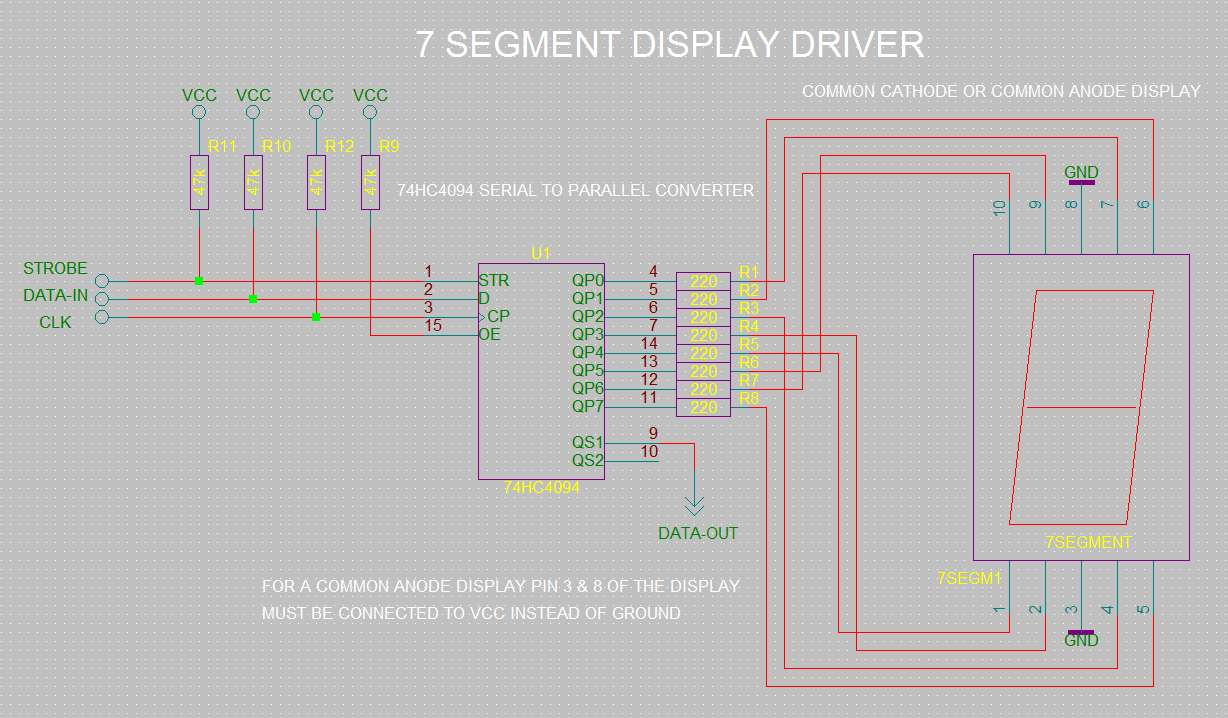 7 SEGMENT DISPLAY DRIVER
COMMON CATHODE OR COMMON ANODE DISPLAY
VCC VCC VCC VCC
R11 R10 R12 R9
47k 47k 47k 47k
74HC4094 SERIAL TO PARALLEL CONVERTER
GND
10 9 8 7 6
U1
STROBE
DATA-IN
CLK
1 STR QP0 4 220 R1
2 D QP1 5 220 R2
3 CP QP2 6 220 R3
15 OE QP3 7 220 R4
QP4 14 220 R5
QP5 13 220 R6
QP6 12 220 R7
QP7 11 220 R8
QS1 9
QS2 10
74HC4094
DATA-OUT
7SEGMENT
7SEGM1
1 2 3 4 5
GND
FOR A COMMON ANODE DISPLAY PIN 3 & 8 OF THE DISPLAY
MUST BE CONNECTED TO VCC INSTEAD OF GROUND